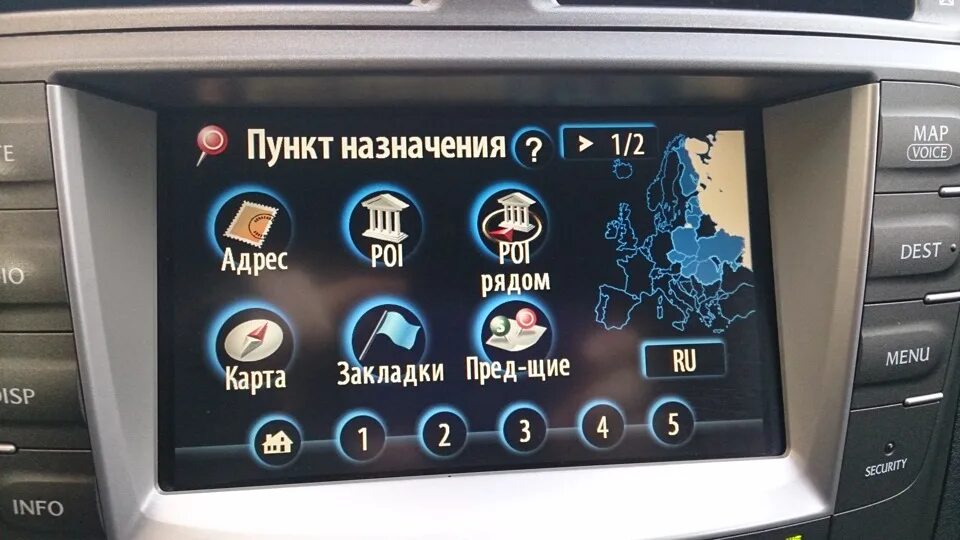 Пункт назначения ? > 1/2
Адрес
POI
POI
рядом
Карта
Закладки
Пред-щие
S
RU
1 2 3 4 5
MAP
VOICE
DEST
MENU
SECURITY
INFO